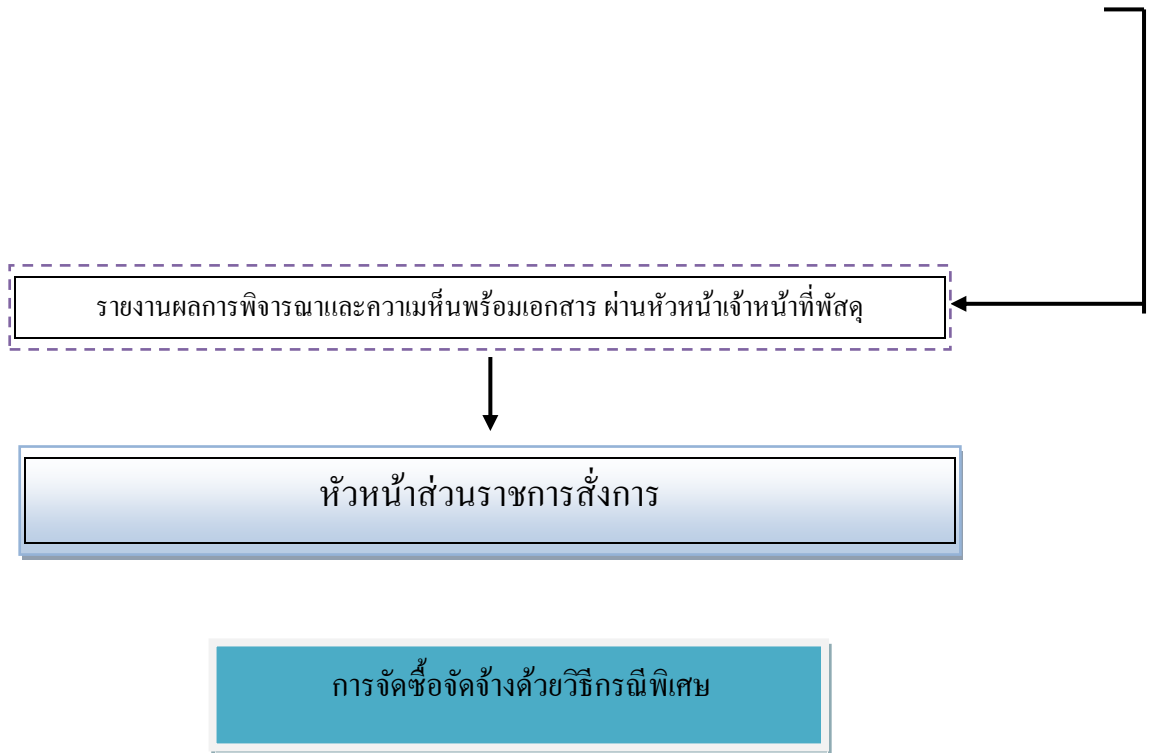 รายงานผลการพิจารณาและความเห็นพร้อมเอกสาร ผ่านหัวหน้าเจ้าหน้าที่พัสดุ
หัวหน้าส่วนราชการสั่งการ
การจัดซื้อจัดจ้างด้วยวิธีกรณีพิเศษ